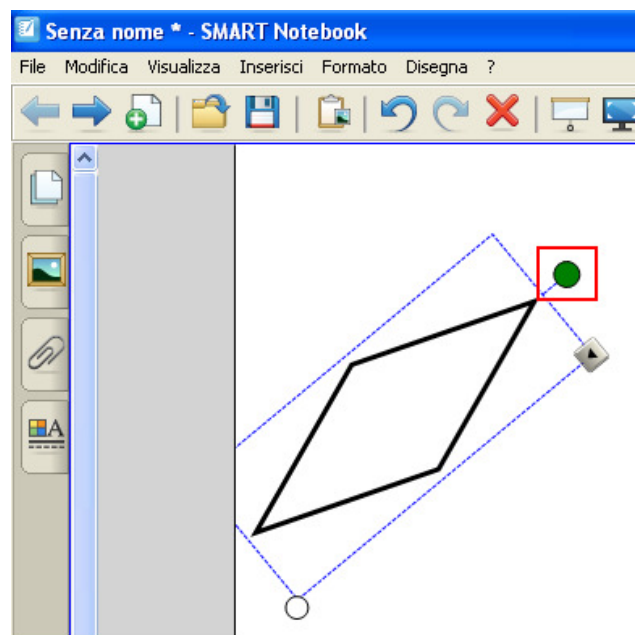 Senza nome * - SMART Notebook
File Modifica Visualizza Inserisci Formato Disegna ?
A